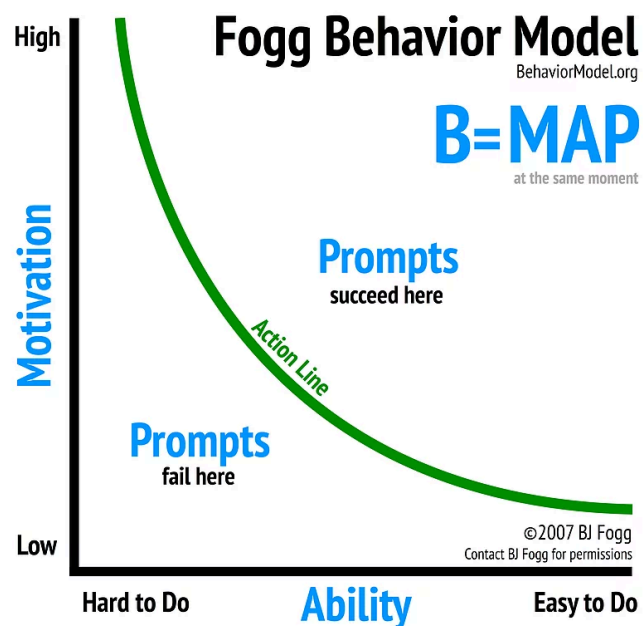 High
Fogg Behavior Model
BehaviorModel.org
B=MAP
at the same moment
Motivation
Prompts
succeed here
Action Line
Prompts
fail here
Low
©2007 BJ Fogg
Contact BJ Fogg for permissions
Hard to Do
Ability
Easy to Do